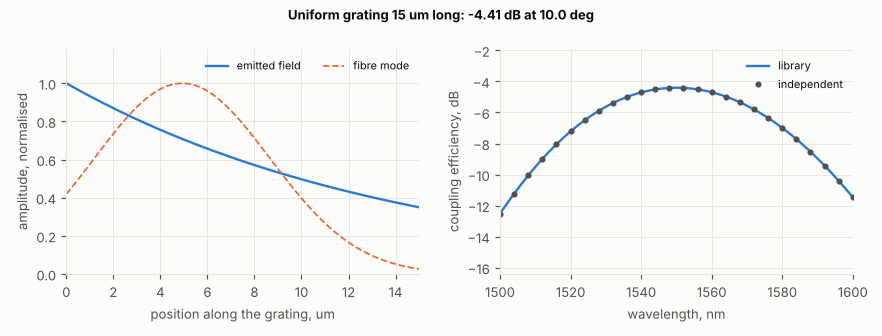 Uniform grating 15 um long: -4.41 dB at 10.0 deg
emitted field
fibre mode
amplitude, normalised
1.0
0.8
0.6
0.4
0.2
0.0
0 2 4 6 8 10 12 14
position along the grating, um
library
independent
coupling efficiency, dB
−2
−4
−6
−8
−10
−12
−14
−16
1500 1520 1540 1560 1580 1600
wavelength, nm